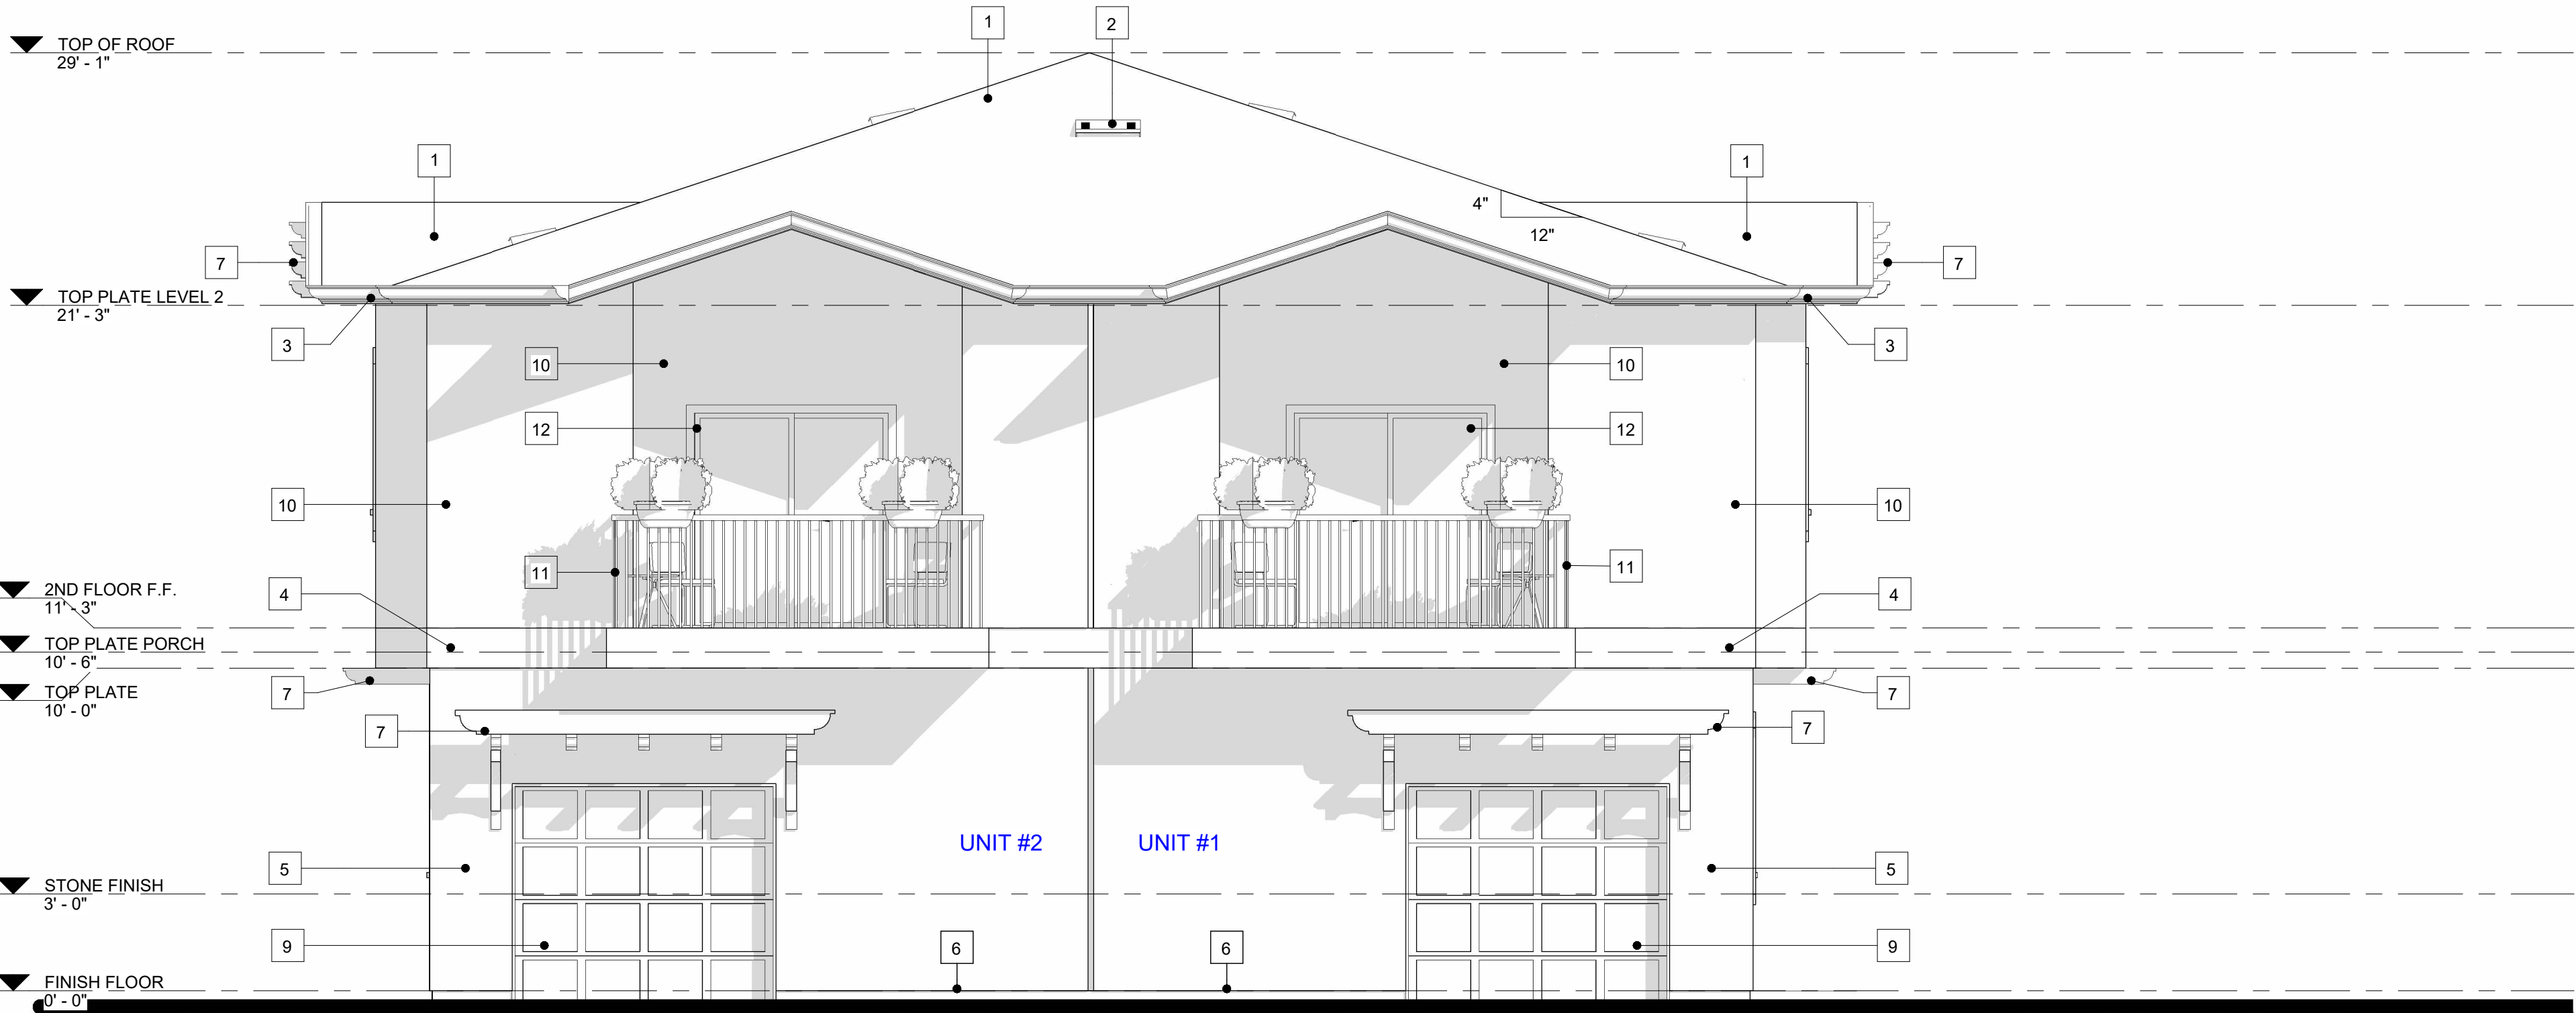 1
2
TOP OF ROOF
29' - 1"
1
1
4"
12"
7
7
TOP PLATE LEVEL 2
21' - 3"
3
3
10
10
12
12
10
10
11
11
2ND FLOOR F.F.
11' - 3"
4
4
TOP PLATE PORCH
10' - 6"
TOP PLATE
10' - 0"
7
7
7
7
UNIT #2
UNIT #1
5
5
STONE FINISH
3' - 0"
9
6
6
9
FINISH FLOOR
0' - 0"